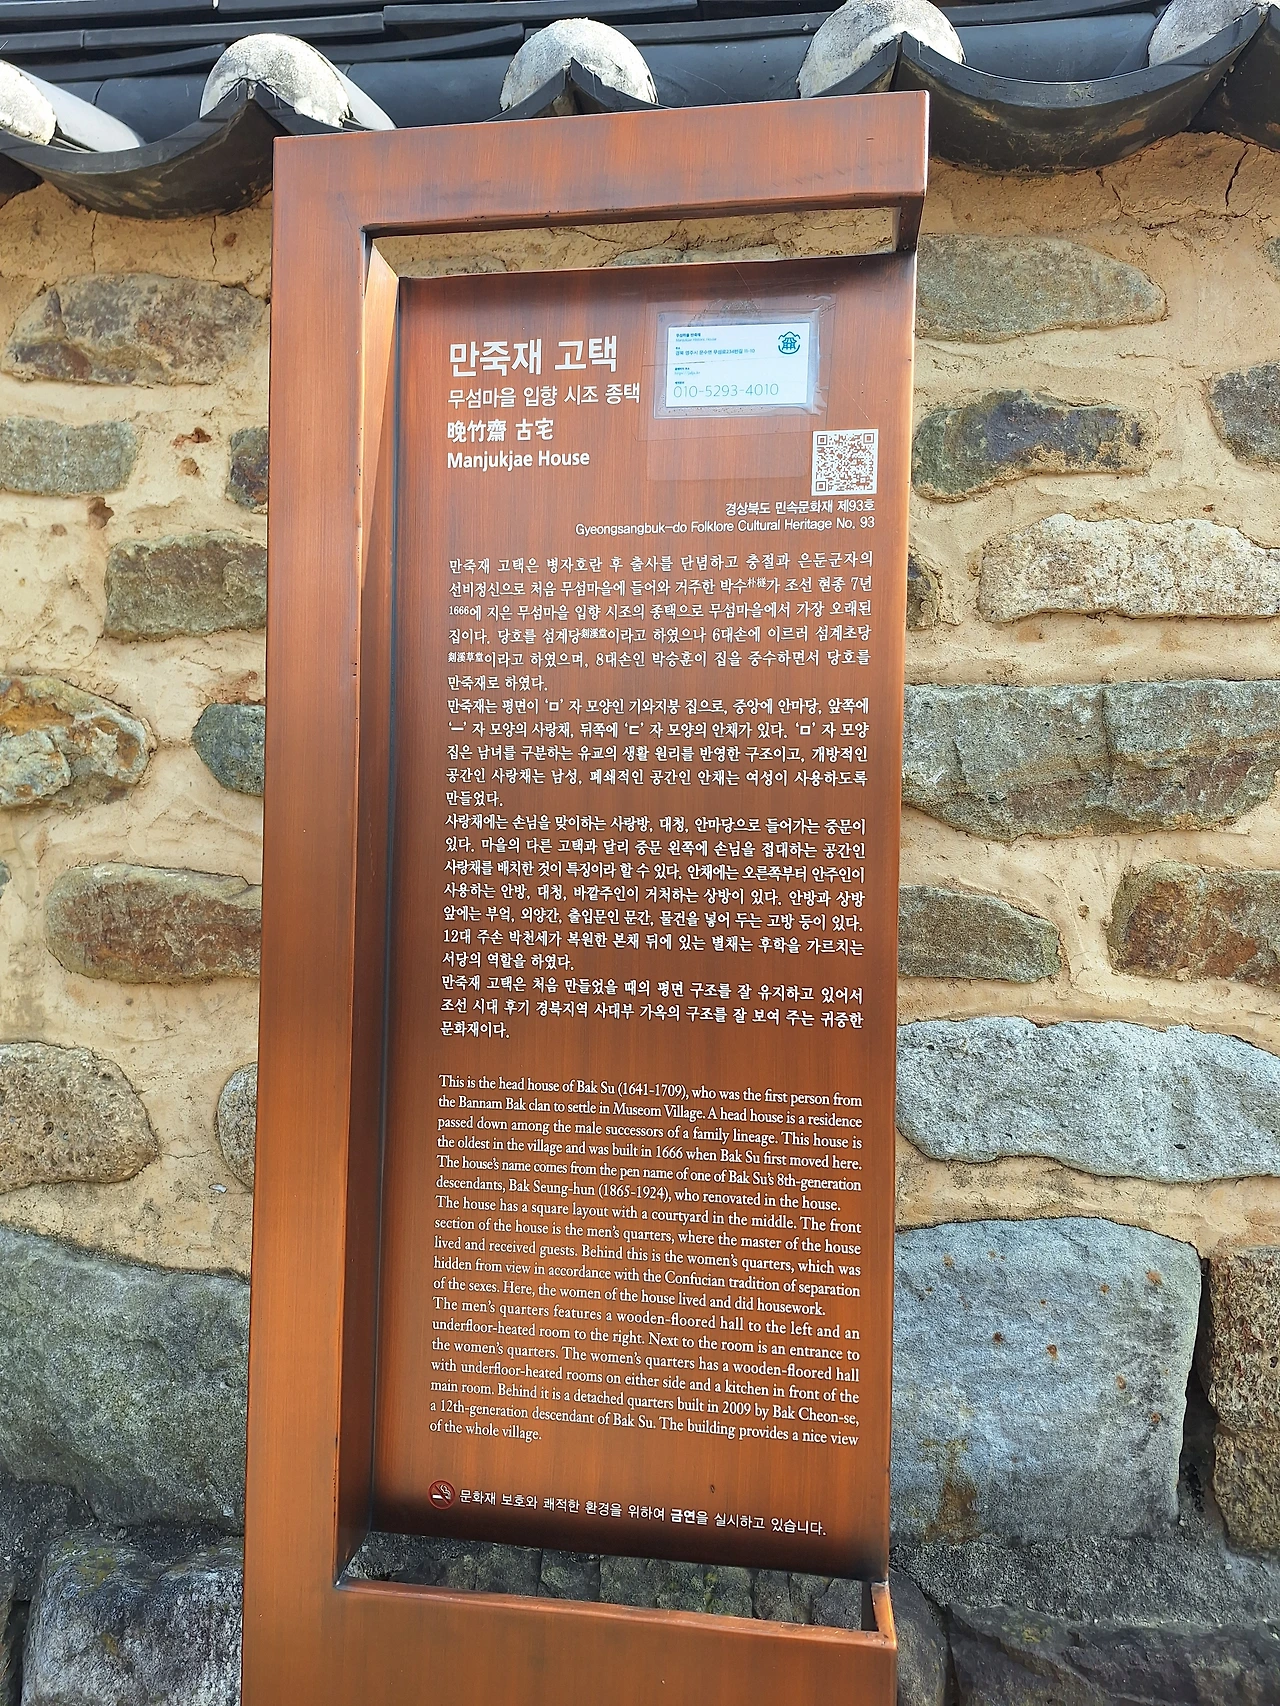 만죽재 고택
무섬마을 입향 시조 종택
晩竹齋 古宅
Manjukjae House
010-5293-4010
경상북도 민속문화재 제93호
Gyeongsangbuk-do Folklore Cultural Heritage No. 93
만죽재 고택은 병자호란 후 출사를 단념하고 충절과 은둔군자의
선비정신으로 처음 무섬마을에 들어와 거주한 박수朴檖가 조선 현종 7년
1666에 지은 무섬마을 입향 시조의 종택으로 무섬마을에서 가장 오래된
집이다. 당호를 섬계당剡溪堂이라고 하였으나 6대손에 이르러 섬계초당
剡溪草堂이라고 하였으며, 8대손인 박승훈이 집을 중수하면서 당호를
만죽재로 하였다.
만죽재는 평면이 ‘ㅁ’ 자 모양인 기와지붕 집으로, 중앙에 안마당, 앞쪽에
‘ㅡ’ 자 모양의 사랑채, 뒤쪽에 ‘ㄷ’ 자 모양의 안채가 있다. ‘ㅁ’ 자 모양
집은 남녀를 구분하는 유교의 생활 원리를 반영한 구조이고, 개방적인
공간인 사랑채는 남성, 폐쇄적인 공간인 안채는 여성이 사용하도록
만들었다.
사랑채에는 손님을 맞이하는 사랑방, 대청, 안마당으로 들어가는 중문이
있다. 마을의 다른 고택과 달리 중문 왼쪽에 손님을 접대하는 공간인
사랑채를 배치한 것이 특징이라 할 수 있다. 안채에는 오른쪽부터 안주인이
사용하는 안방, 대청, 바깥주인이 거처하는 상방이 있다. 안방과 상방
앞에는 부엌, 외양간, 출입문인 문간, 물건을 넣어 두는 고방 등이 있다.
12대 주손 박천세가 복원한 본채 뒤에 있는 별채는 후학을 가르치는
서당의 역할을 하였다.
만죽재 고택은 처음 만들었을 때의 평면 구조를 잘 유지하고 있어서
조선 시대 후기 경북지역 사대부 가옥의 구조를 잘 보여 주는 귀중한
문화재이다.
This is the head house of Bak Su (1641-1709), who was the first person from
the Bannam Bak clan to settle in Museom Village. A head house is a residence
passed down among the male successors of a family lineage. This house is
the oldest in the village and was built in 1666 when Bak Su first moved here.
The house's name comes from the pen name of one of Bak Su's 8th-generation
descendants, Bak Seung-hun (1865-1924), who renovated in the house.
The house has a square layout with a courtyard in the middle. The front
section of the house is the men's quarters, where the master of the house
lived and received guests. Behind this is the women's quarters, which was
hidden from view in accordance with the Confucian tradition of separation
of the sexes. Here, the women of the house lived and did housework.
The men's quarters features a wooden-floored hall to the left and an
underfloor-heated room to the right. Next to the room is an entrance to
the women's quarters. The women's quarters has a wooden-floored hall
with underfloor-heated rooms on either side and a kitchen in front of the
main room. Behind it is a detached quarters built in 2009 by Bak Cheon-se,
a 12th-generation descendant of Bak Su. The building provides a nice view
of the whole village.
문화재 보호와 쾌적한 환경을 위하여 금연을 실시하고 있습니다.